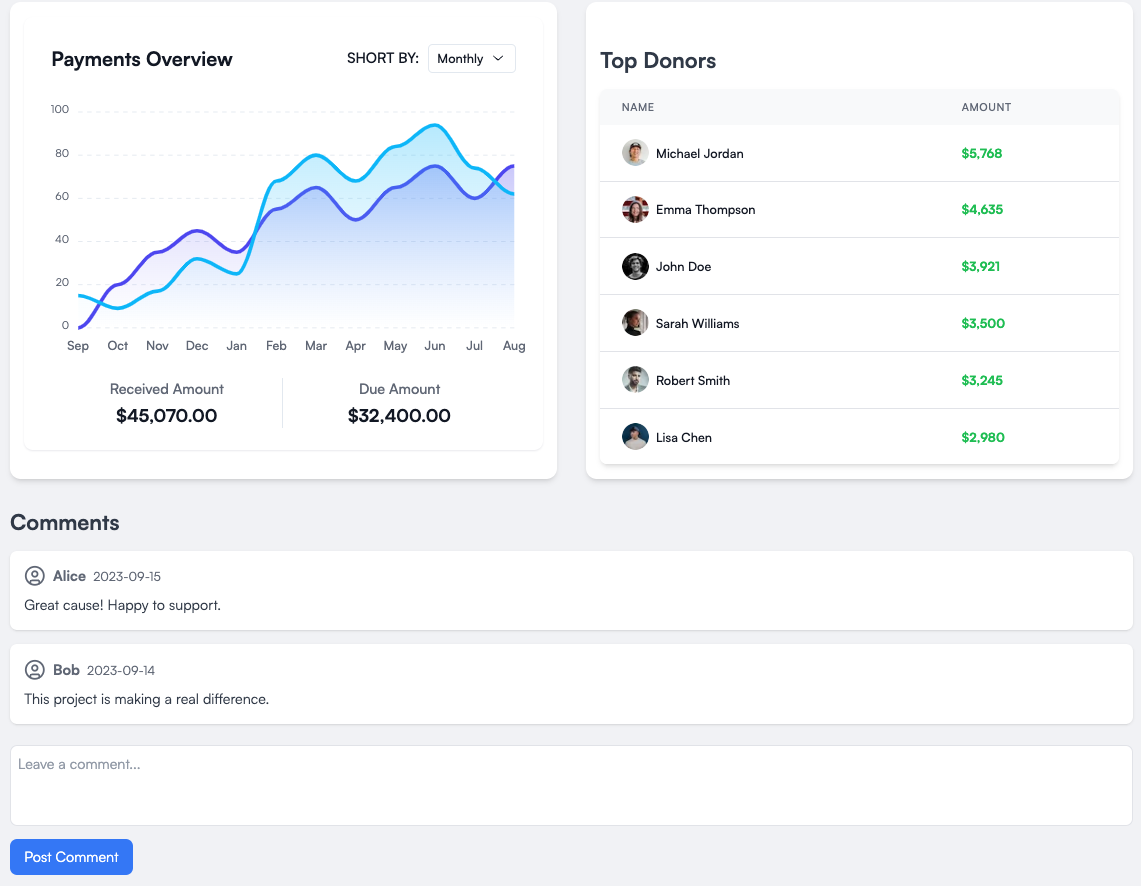 Payments Overview
SHORT BY: Monthly
100
80
60
40
20
0
Sep Oct Nov Dec Jan Feb Mar Apr May Jun Jul Aug
Received Amount
$45,070.00
Due Amount
$32,400.00
Top Donors
NAME AMOUNT
Michael Jordan $5,768
Emma Thompson $4,635
John Doe $3,921
Sarah Williams $3,500
Robert Smith $3,245
Lisa Chen $2,980
Comments
Alice 2023-09-15
Great cause! Happy to support.
Bob 2023-09-14
This project is making a real difference.
Leave a comment...
Post Comment